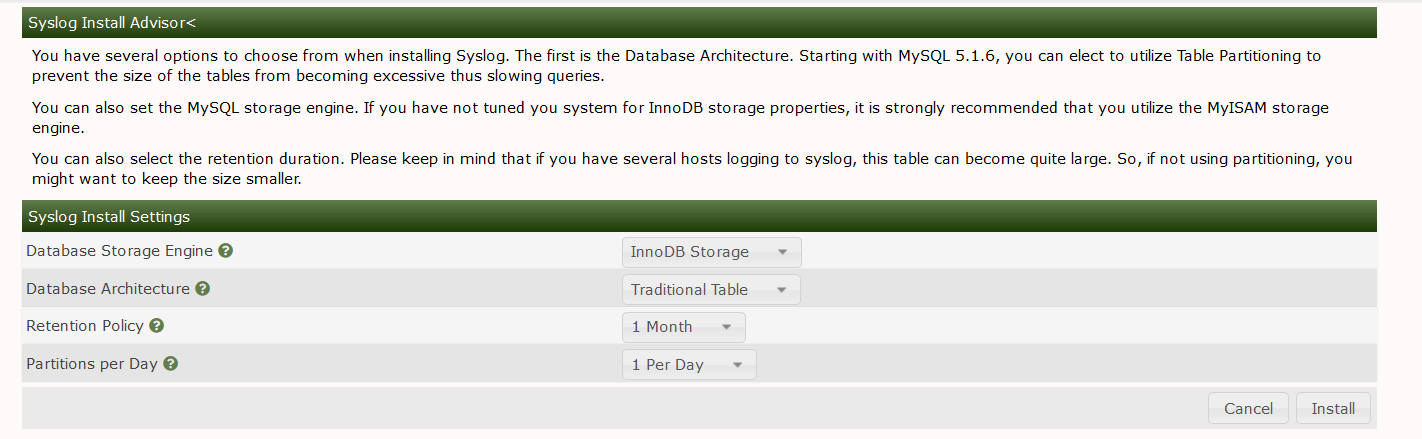 Syslog Install Advisor<
You have several options to choose from when installing Syslog. The first is the Database Architecture. Starting with MySQL 5.1.6, you can elect to utilize Table Partitioning to
prevent the size of the tables from becoming excessive thus slowing queries.
You can also set the MySQL storage engine. If you have not tuned you system for InnoDB storage properties, it is strongly recommended that you utilize the MyISAM storage
engine.
You can also select the retention duration. Please keep in mind that if you have several hosts logging to syslog, this table can become quite large. So, if not using partitioning, you
might want to keep the size smaller.
Syslog Install Settings
Database Storage Engine ? InnoDB Storage
Database Architecture ? Traditional Table
Retention Policy ? 1 Month
Partitions per Day ? 1 Per Day
Cancel Install